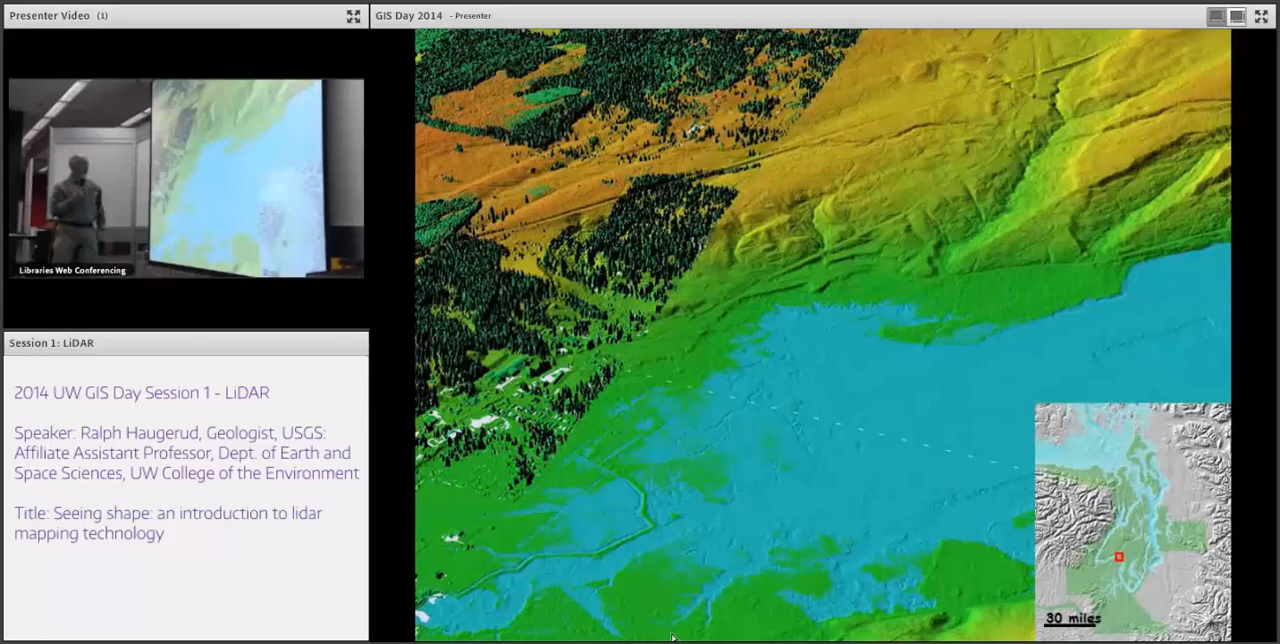 Presenter Video (1)
GIS Day 2014 - Presenter
Libraries Web Conferencing
Session 1: LiDAR
2014 UW GIS Day Session 1 - LiDAR
Speaker: Ralph Haugerud, Geologist, USGS:
Affiliate Assistant Professor, Dept. of Earth and
Space Sciences, UW College of the Environment
Title: Seeing shape: an introduction to lidar
mapping technology
30 miles